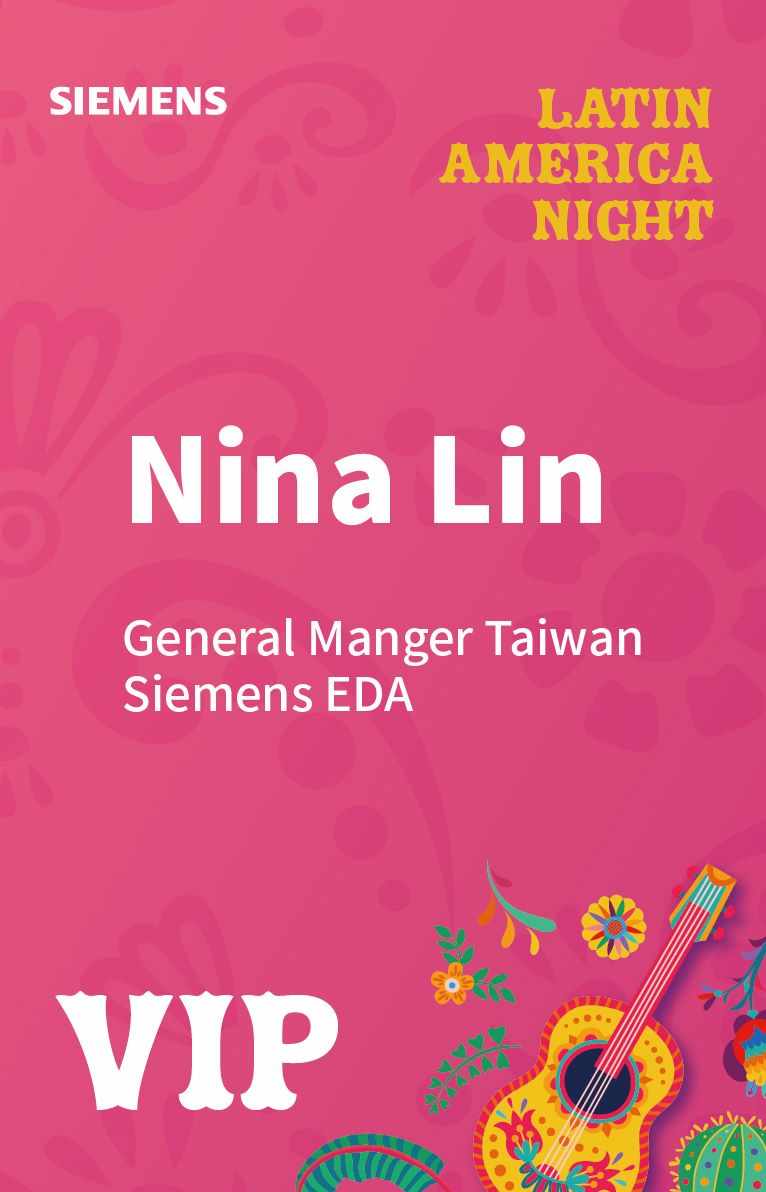 SIEMENS
LATIN
AMERICA
NIGHT
Nina Lin
General Manger Taiwan
Siemens EDA
VIP